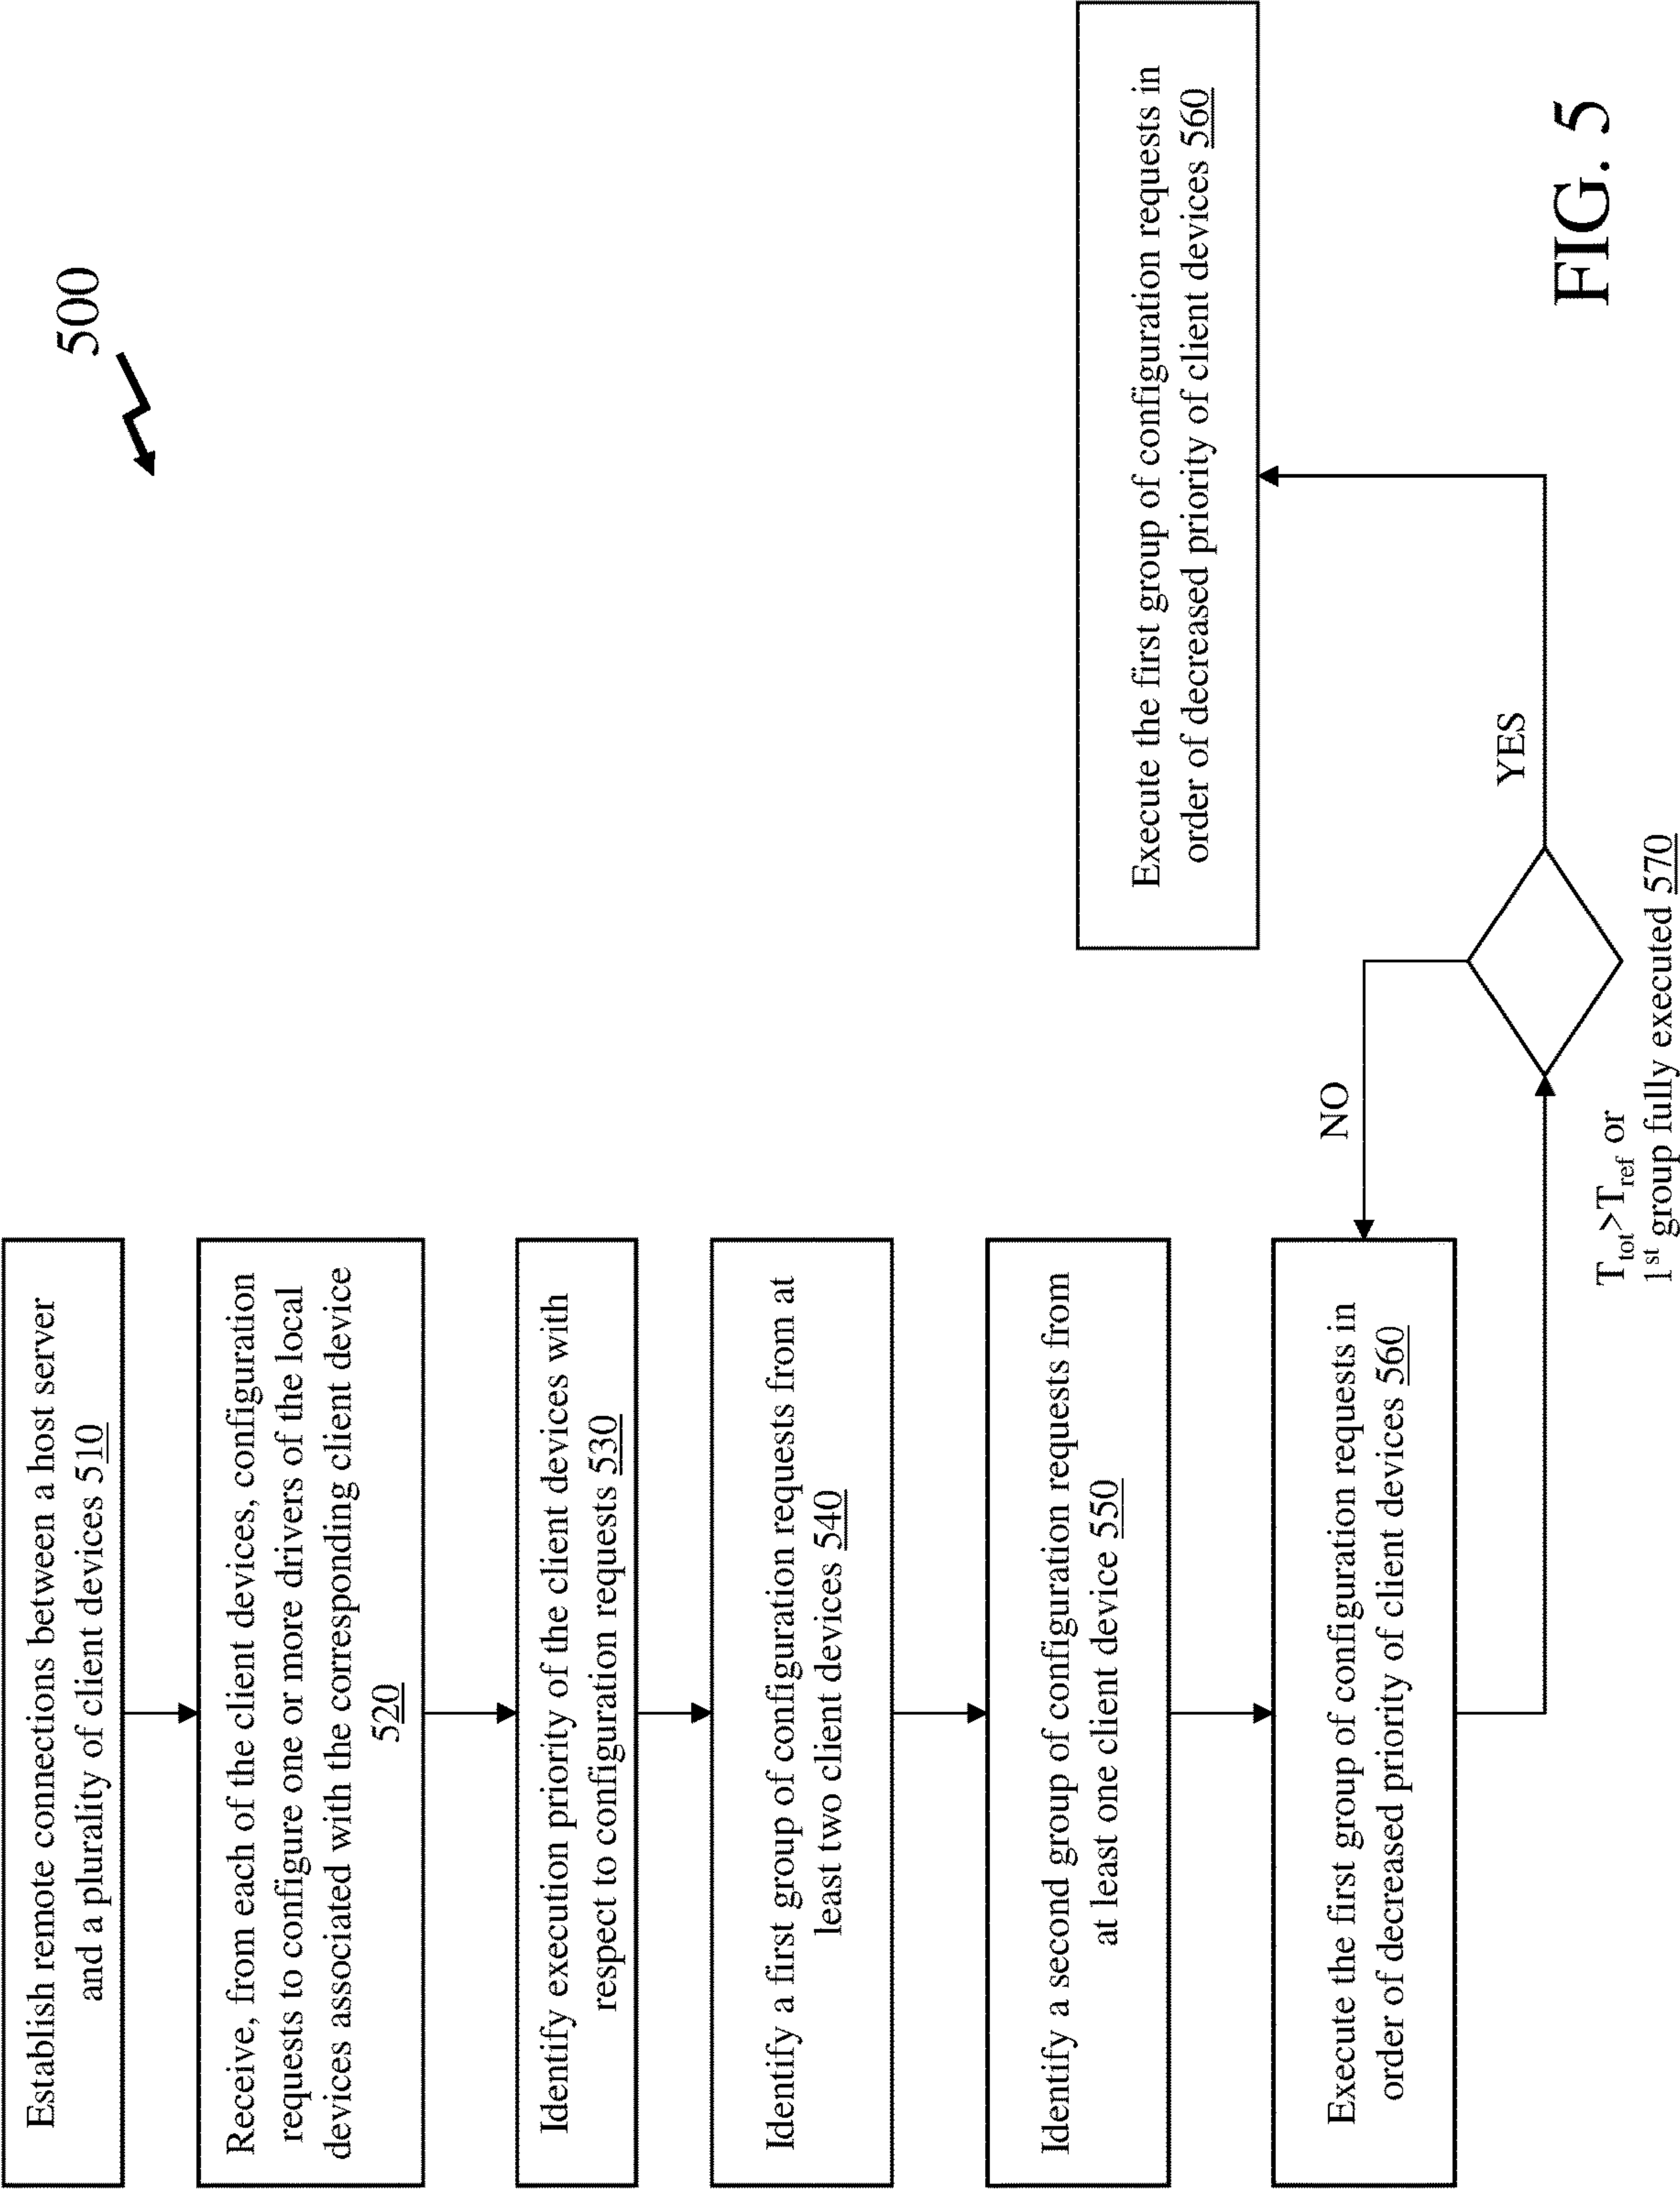 500
Establish remote connections between a host server
and a plurality of client devices 510
Receive, from each of the client devices, configuration
requests to configure one or more drivers of the local
devices associated with the corresponding client device
520
Identify execution priority of the client devices with
respect to configuration requests 530
Identify a first group of configuration requests from at
least two client devices 540
Identify a second group of configuration requests from
at least one client device 550
Execute the first group of configuration requests in
order of decreased priority of client devices 560
NO
T_tot>T_ref or
1st group fully executed 570
YES
Execute the first group of configuration requests in
order of decreased priority of client devices 560
FIG. 5